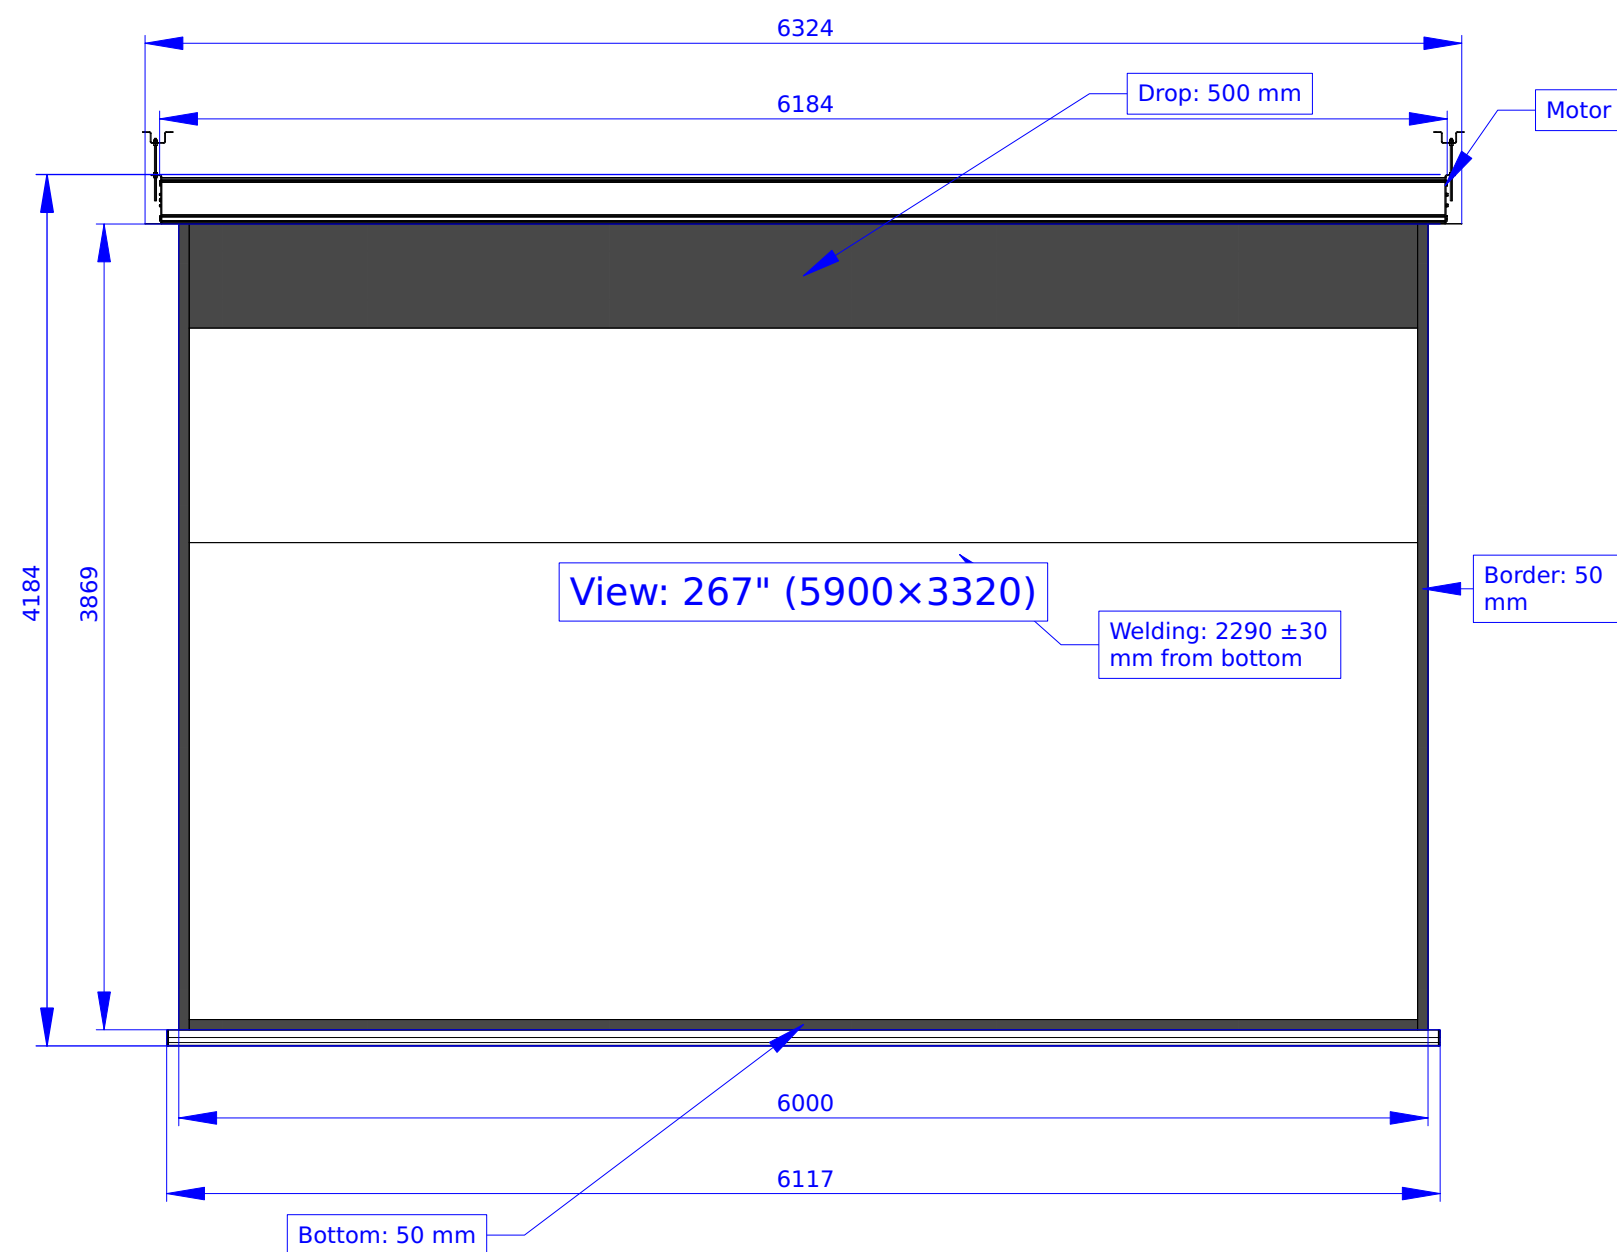 6324
Drop: 500 mm
6184
Motor
4184
3869
View: 267" (5900×3320)
Border: 50
mm
Welding: 2290 ±30
mm from bottom
6000
6117
Bottom: 50 mm